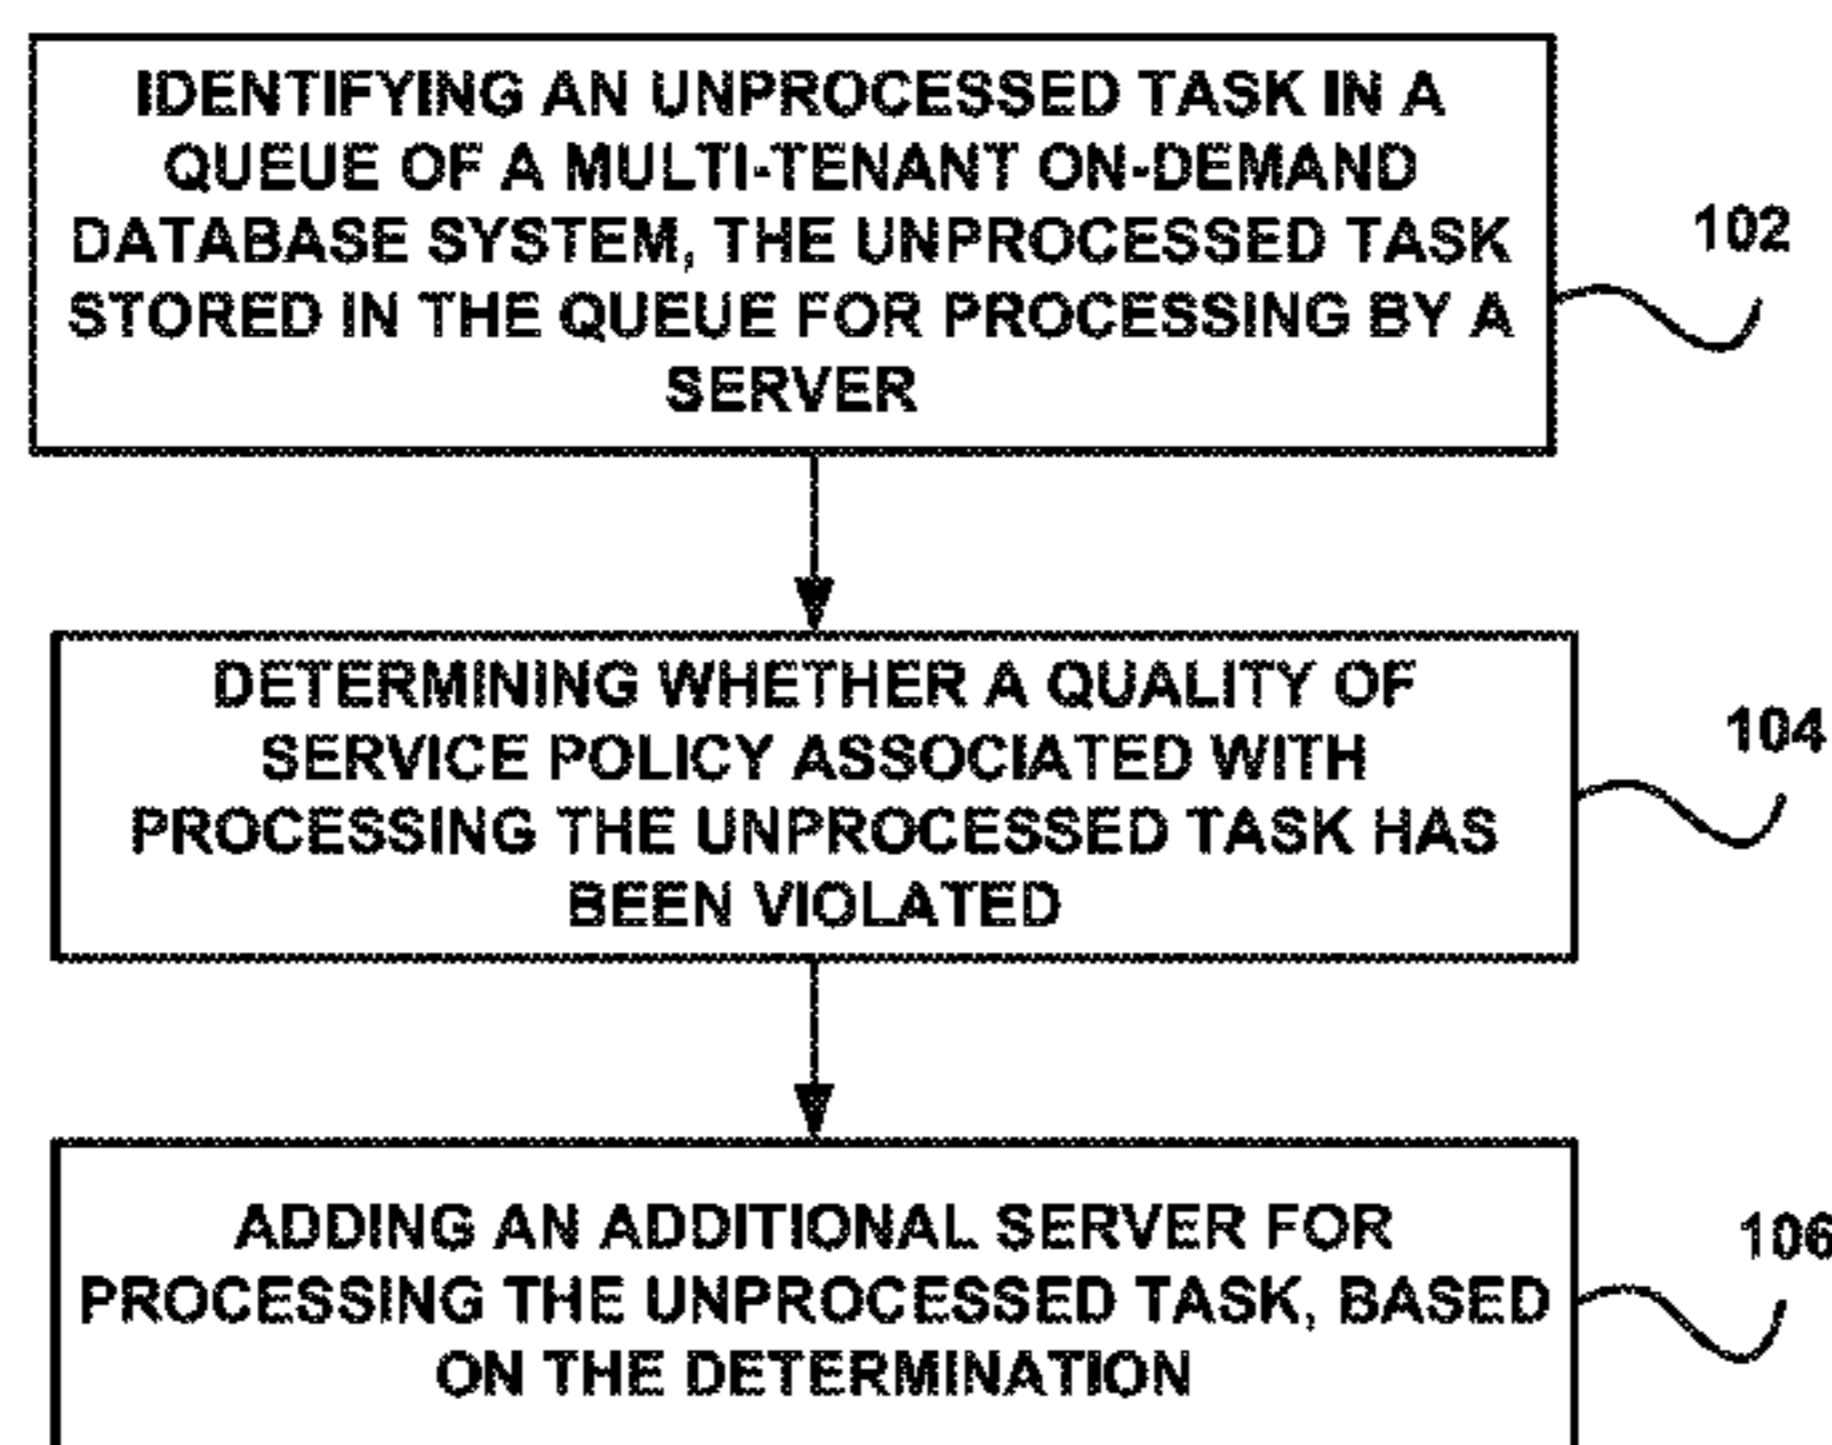 IDENTIFYING AN UNPROCESSED TASK IN A
QUEUE OF A MULTI-TENANT ON-DEMAND
DATABASE SYSTEM, THE UNPROCESSED TASK
STORED IN THE QUEUE FOR PROCESSING BY A
SERVER
102
DETERMINING WHETHER A QUALITY OF
SERVICE POLICY ASSOCIATED WITH
PROCESSING THE UNPROCESSED TASK HAS
BEEN VIOLATED
104
ADDING AN ADDITIONAL SERVER FOR
PROCESSING THE UNPROCESSED TASK, BASED
ON THE DETERMINATION
106